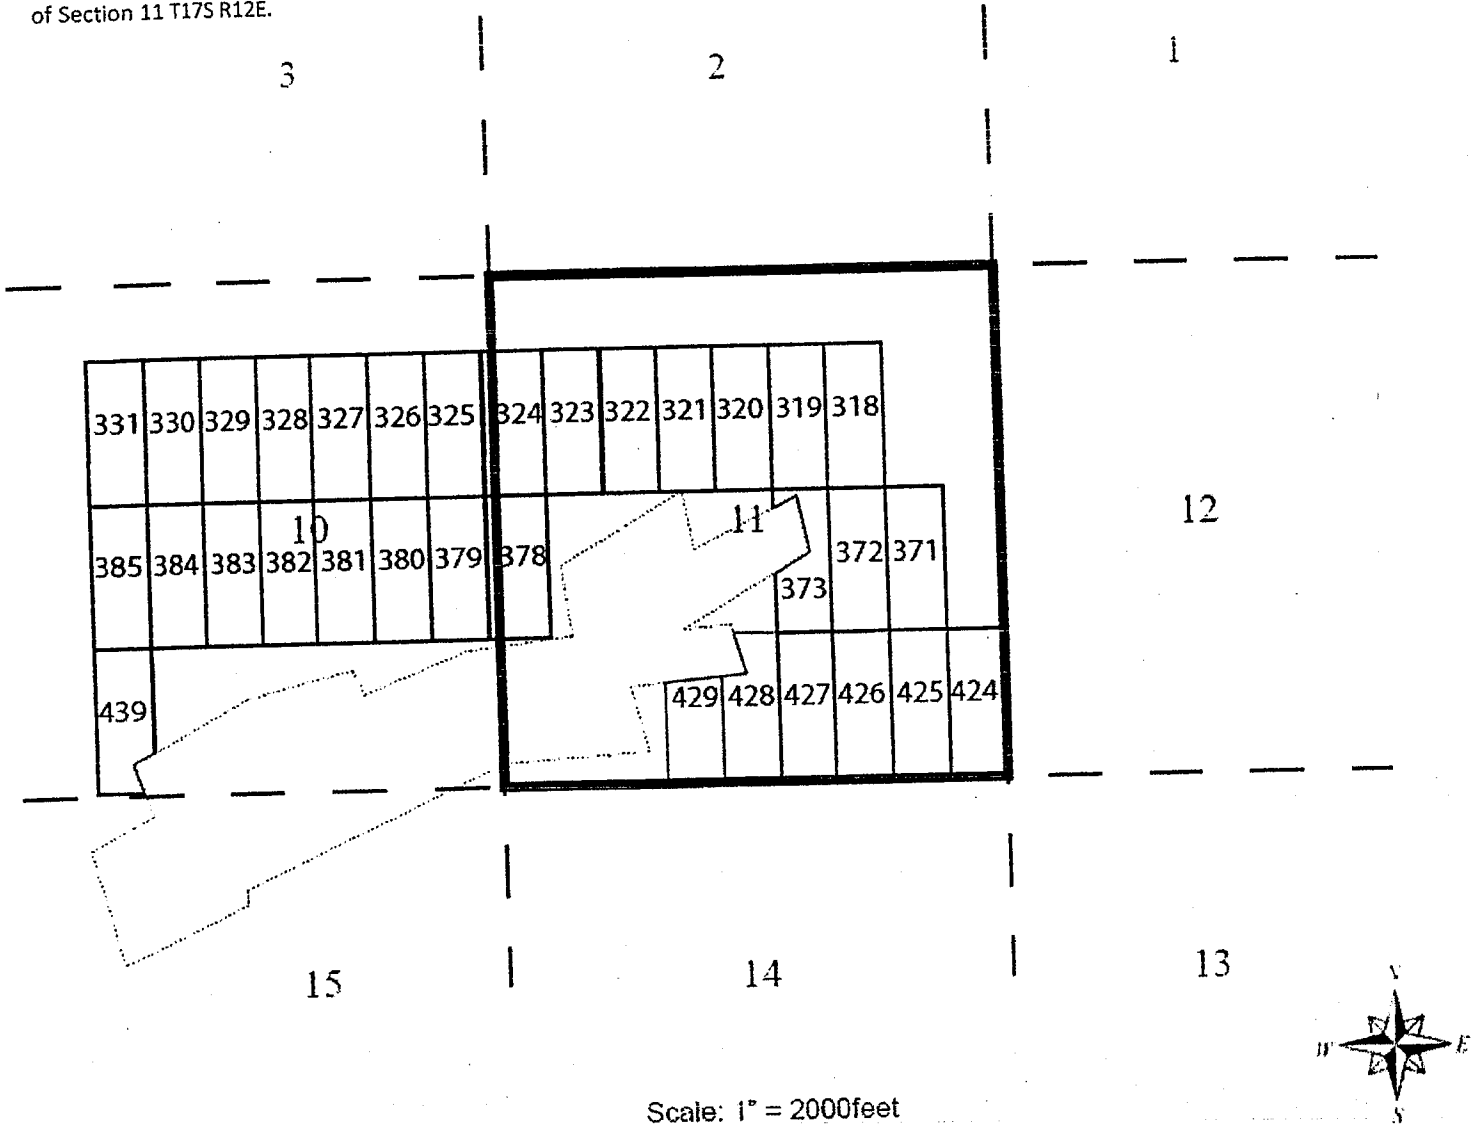 of Section 11 T17S R12E.
3 2 1
331 330 329 328 327 326 325 324 323 322 321 320 319 318
10 11 12
385 384 383 382 381 380 379 378 372 371
373
439 429 428 427 426 425 424
15 14 13
N
W E
S
Scale: 1" = 2000feet